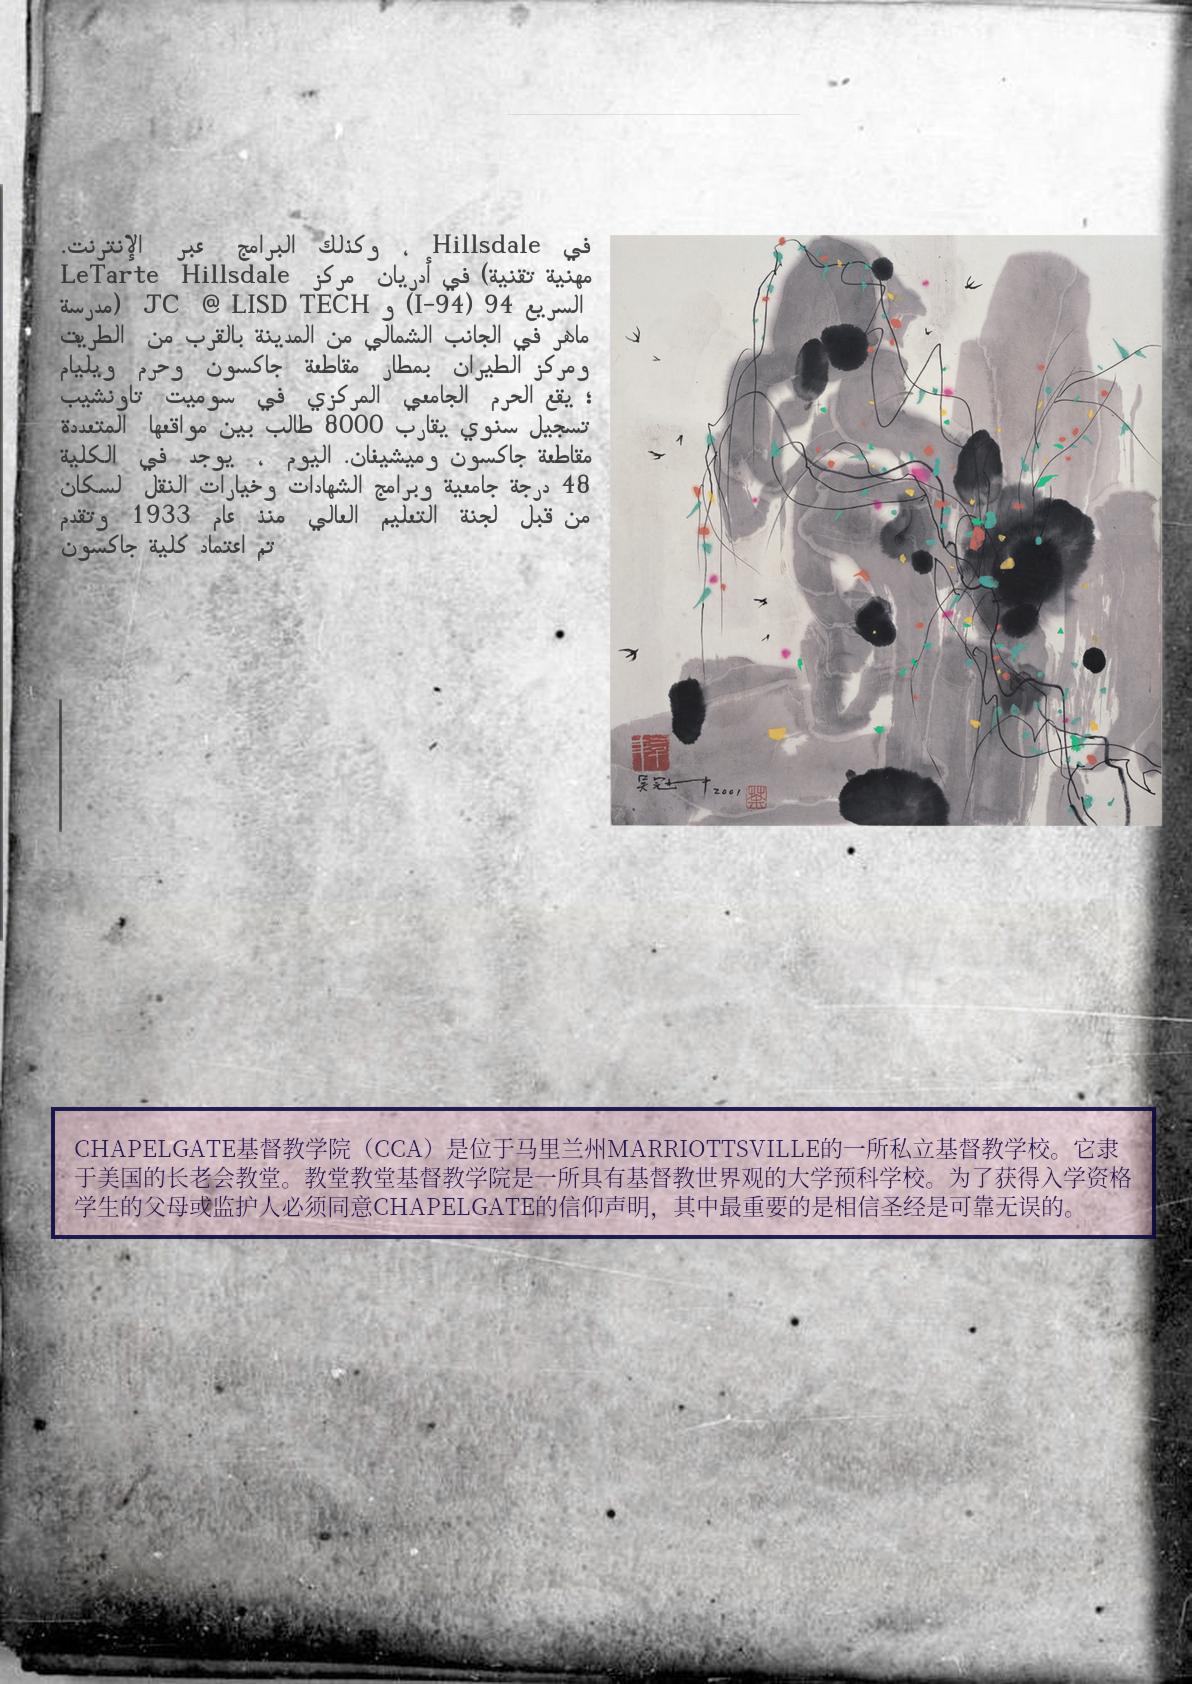 في Hillsdale ، وكذلك البرامج عبر الإنترنت.
مهنية تقنية) في أدريان مركز LeTarte Hillsdale
السريع 94 (I-94) و JC @ LISD TECH (مدرسة
ماهر في الجانب الشمالي من المدينة بالقرب من الطريق
ومركز الطيران بمطار مقاطعة جاكسون وحرم ويليام
؛ يقع الحرم الجامعي المركزي في سوميت تاونشيب
تسجيل سنوي يقارب 8000 طالب بين مواقعها المتعددة
مقاطعة جاكسون وميشيغان. اليوم ، يوجد في الكلية
48 درجة جامعية وبرامج الشهادات وخيارات النقل لسكان
من قبل لجنة التعليم العالي منذ عام 1933 وتقدم
تم اعتماد كلية جاكسون
吴冠中 2001
CHAPELGATE基督教学院（CCA）是位于马里兰州MARRIOTTSVILLE的一所私立基督教学校。它隶
于美国的长老会教堂。教堂教堂基督教学院是一所具有基督教世界观的大学预科学校。为了获得入学资格
学生的父母或监护人必须同意CHAPELGATE的信仰声明，其中最重要的是相信圣经是可靠无误的。